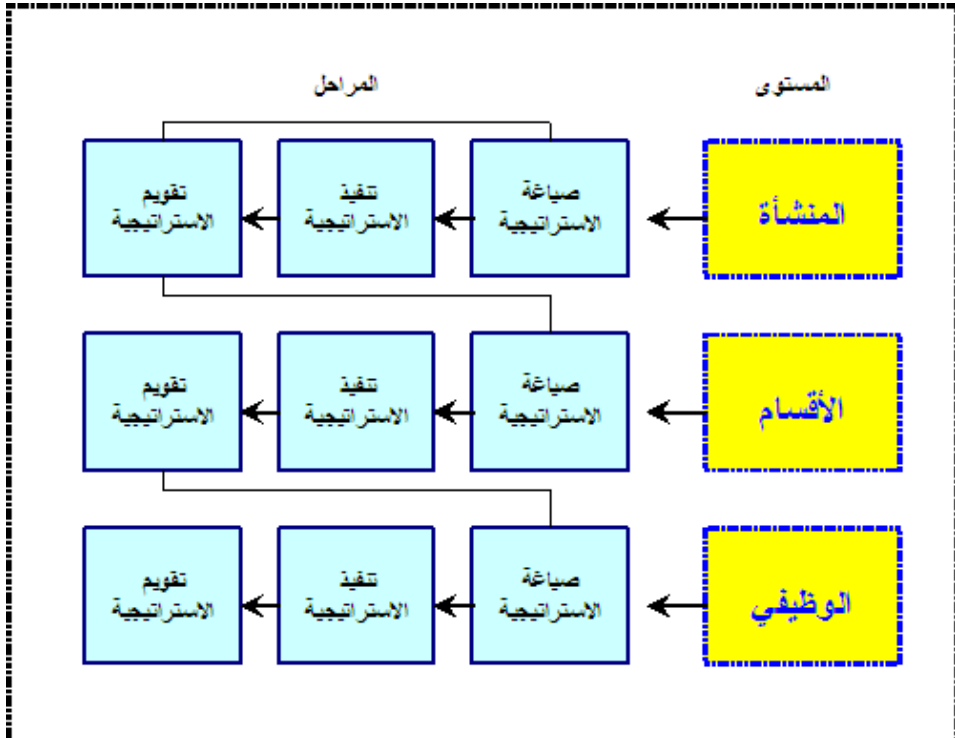 المستوى
المراحل
المنشأة
صياغة
الاستراتيجية
تنفيذ
الاستراتيجية
تقويم
الاستراتيجية
الأقسام
صياغة
الاستراتيجية
تنفيذ
الاستراتيجية
تقويم
الاستراتيجية
الوظيفي
صياغة
الاستراتيجية
تنفيذ
الاستراتيجية
تقويم
الاستراتيجية